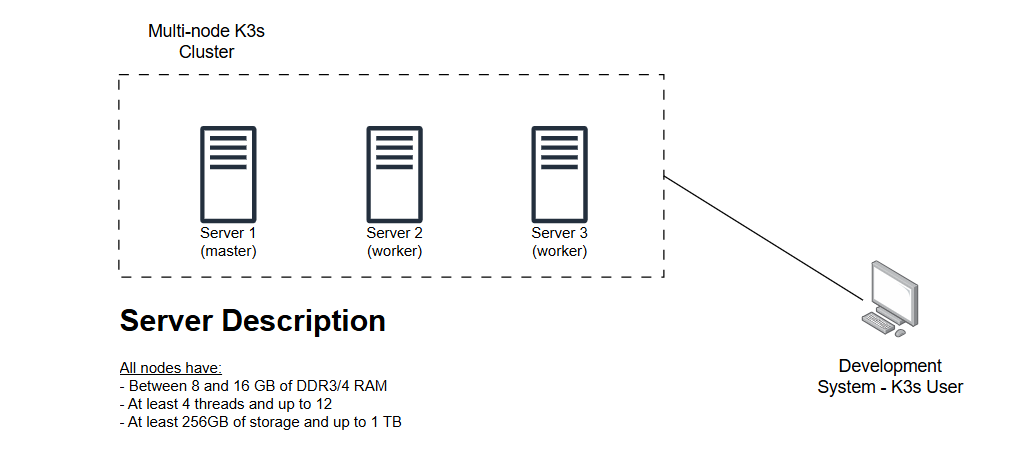 Multi-node K3s
Cluster
Server 1
(master)
Server 2
(worker)
Server 3
(worker)
Server Description
All nodes have:
- Between 8 and 16 GB of DDR3/4 RAM
- At least 4 threads and up to 12
- At least 256GB of storage and up to 1 TB
Development
System - K3s User